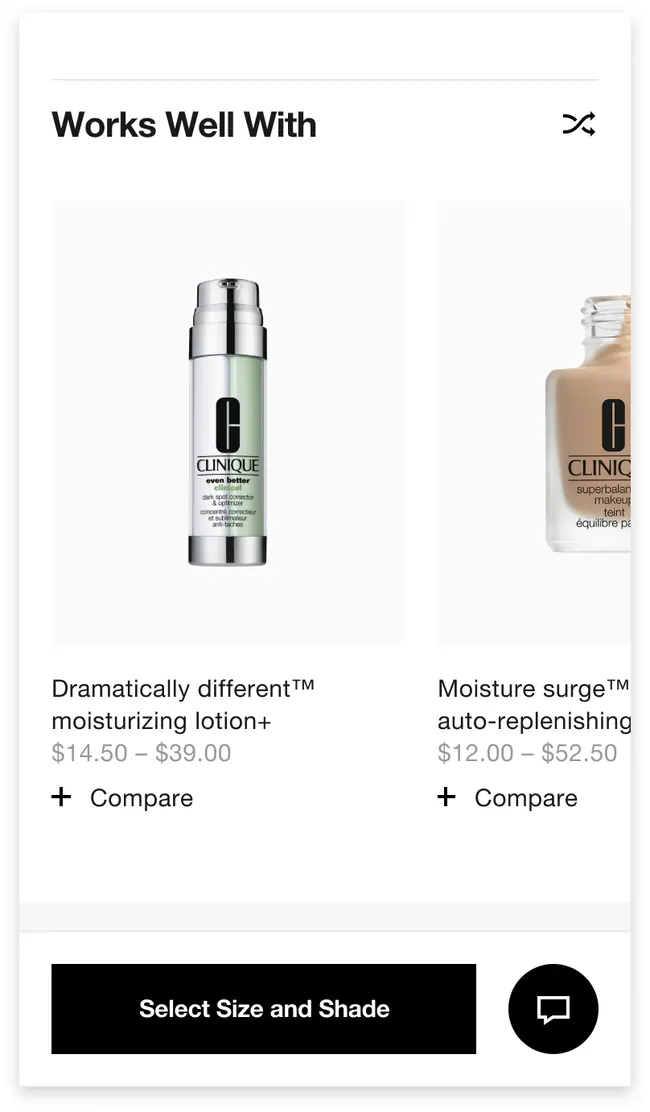 Works Well With
CLINIQUE
even better
clinical
dark spot corrector
& optimizer
concentré correcteur
et sublimateur
anti-taches
CLINIQ
superbalan
makeup
teint
équilibre pa
Dramatically different™
moisturizing lotion+
$14.50 – $39.00
+ Compare
Moisture surge™
auto-replenishing
$12.00 – $52.50
+ Compare
Select Size and Shade